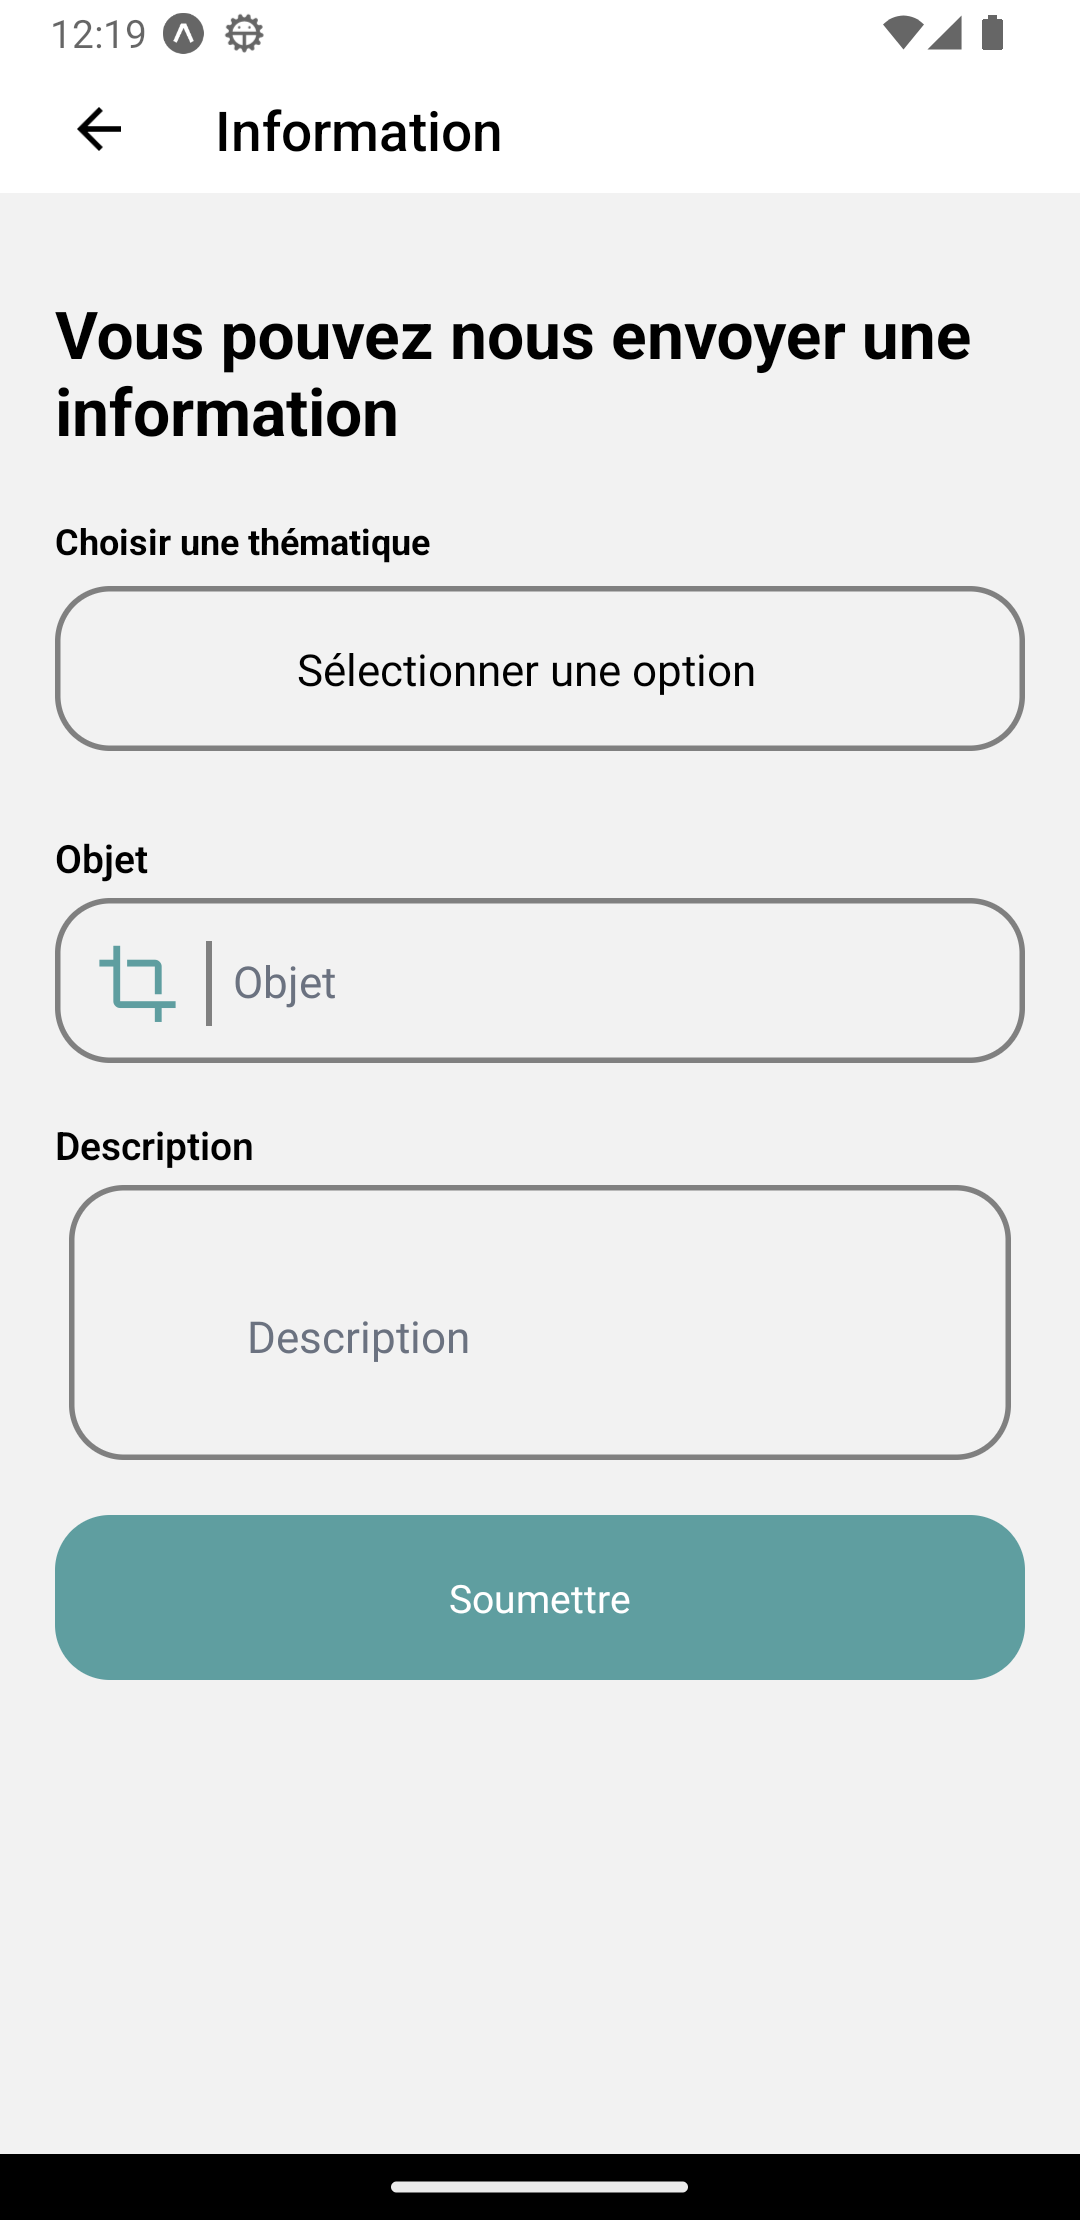 12:19
Information
Vous pouvez nous envoyer une
information
Choisir une thématique
Sélectionner une option
Objet
Objet
Description
Description
Soumettre